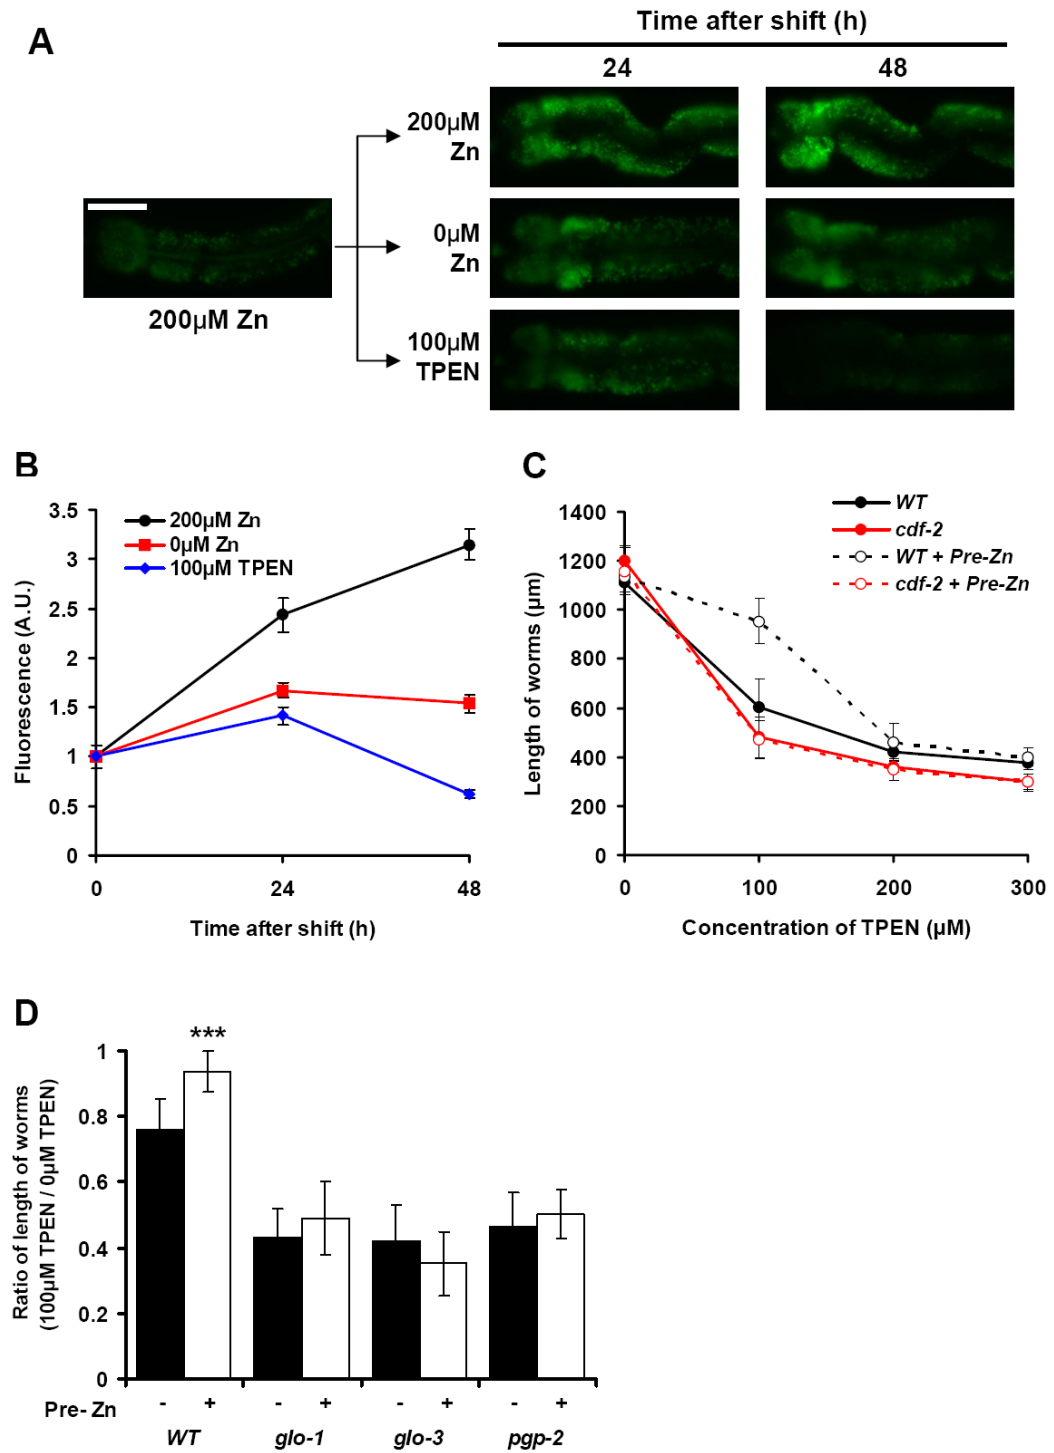 A
Time after shift (h)
24 48
200µM
Zn
0µM
Zn
100µM
TPEN
200µM Zn
B
3.5
3
2.5
2
1.5
1
0.5
0
0 24 48
200µM Zn
0µM Zn
100µM TPEN
Fluorescence (A.U.)
Time after shift (h)
C
1400
1200
1000
800
600
400
200
0
0 100 200 300
WT
cdf-2
WT + Pre-Zn
cdf-2 + Pre-Zn
Length of worms (µm)
Concentration of TPEN (µM)
D
***
1
0.8
0.6
0.4
0.2
0
Ratio of length of worms
(100µM TPEN / 0µM TPEN)
Pre- Zn - + - + - + - +
WT glo-1 glo-3 pgp-2